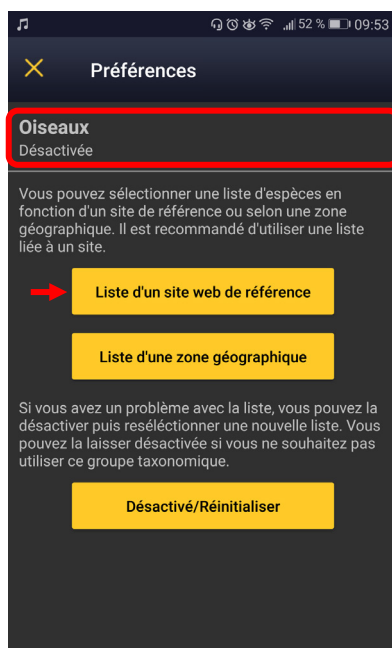 52 % 09:53
Préférences
Oiseaux
Désactivée
Vous pouvez sélectionner une liste d'espèces en
fonction d'un site de référence ou selon une zone
géographique. Il est recommandé d'utiliser une liste
liée à un site.
Liste d'un site web de référence
Liste d'une zone géographique
Si vous avez un problème avec la liste, vous pouvez la
désactiver puis reséléctionner une nouvelle liste. Vous
pouvez la laisser désactivée si vous ne souhaitez pas
utiliser ce groupe taxonomique.
Désactivé/Réinitialiser